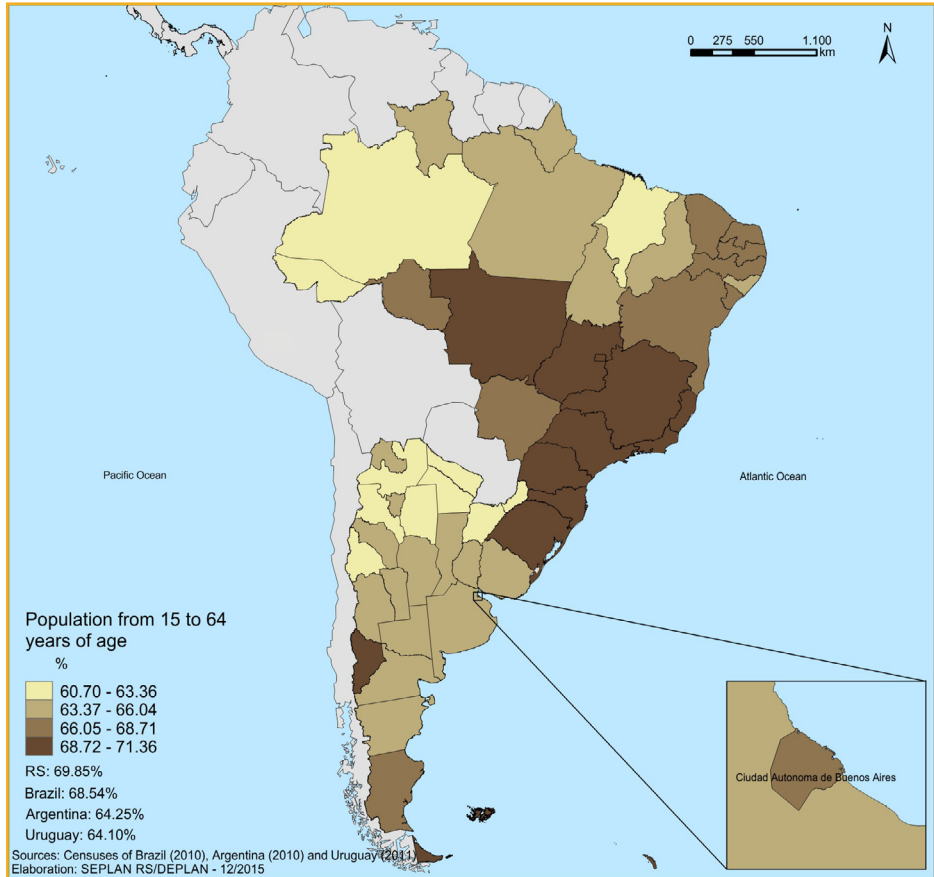 N
0 275 550 1.100
km
Pacific Ocean
Atlantic Ocean
Population from 15 to 64
years of age
%
60.70 - 63.36
63.37 - 66.04
66.05 - 68.71
68.72 - 71.36
RS: 69.85%
Brazil: 68.54%
Argentina: 64.25%
Uruguay: 64.10%
Ciudad Autonoma de Buenos Aires
Sources: Censuses of Brazil (2010), Argentina (2010) and Uruguay (2011)
Elaboration: SEPLAN RS/DEPLAN - 12/2015